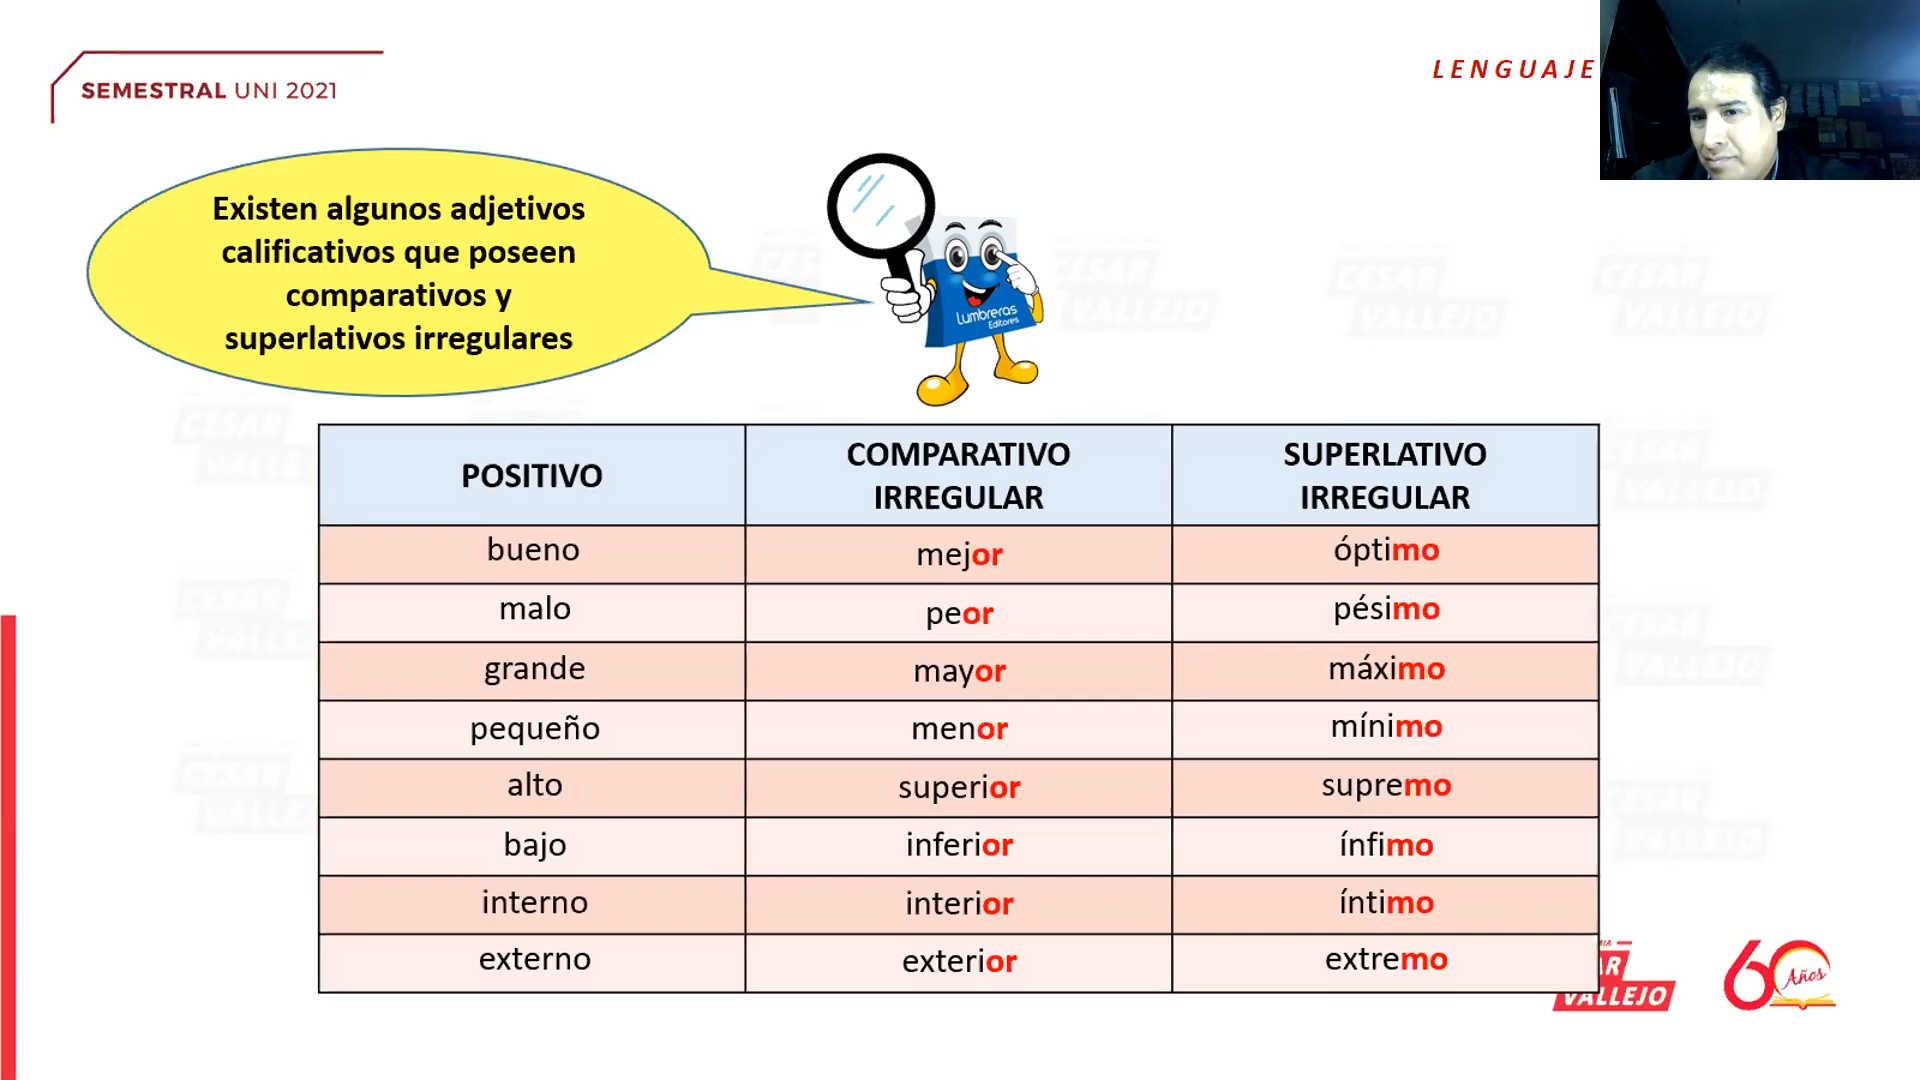 SEMESTRAL UNI 2021
LENGUAJE
Existen algunos adjetivos
calificativos que poseen
comparativos y
superlativos irregulares
Lumbreras
Editores
POSITIVO
COMPARATIVO
IRREGULAR
SUPERLATIVO
IRREGULAR
bueno mejor óptimo
malo peor pésimo
grande mayor máximo
pequeño menor mínimo
alto superior supremo
bajo inferior ínfimo
interno interior íntimo
externo exterior extremo
VALLEJO
60 Años
CESAR
VALLEJO